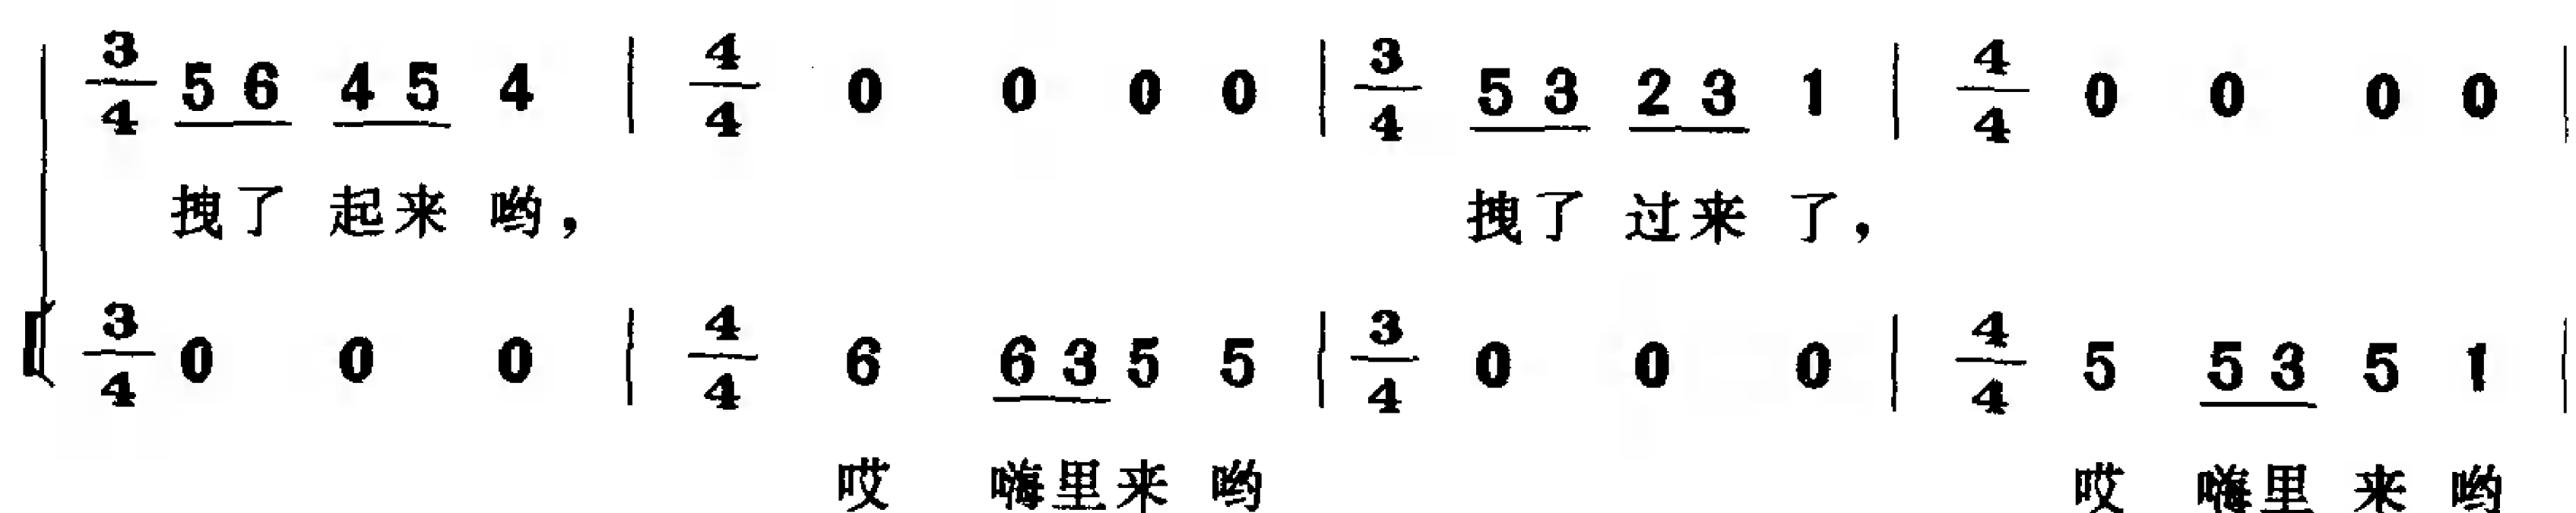 3/4 5 6 4 5 4 | 4/4 0 0 0 0 | 3/4 5 3 2 3 1 | 4/4 0 0 0 0 |
拽了 起来 哟， 拽了 过来 了，
3/4 0 0 0 | 4/4 6 6 3 5 5 | 3/4 0 0 0 | 4/4 5 5 3 5 1 |
哎 嗨里来 哟 哎 嗨里 来 哟